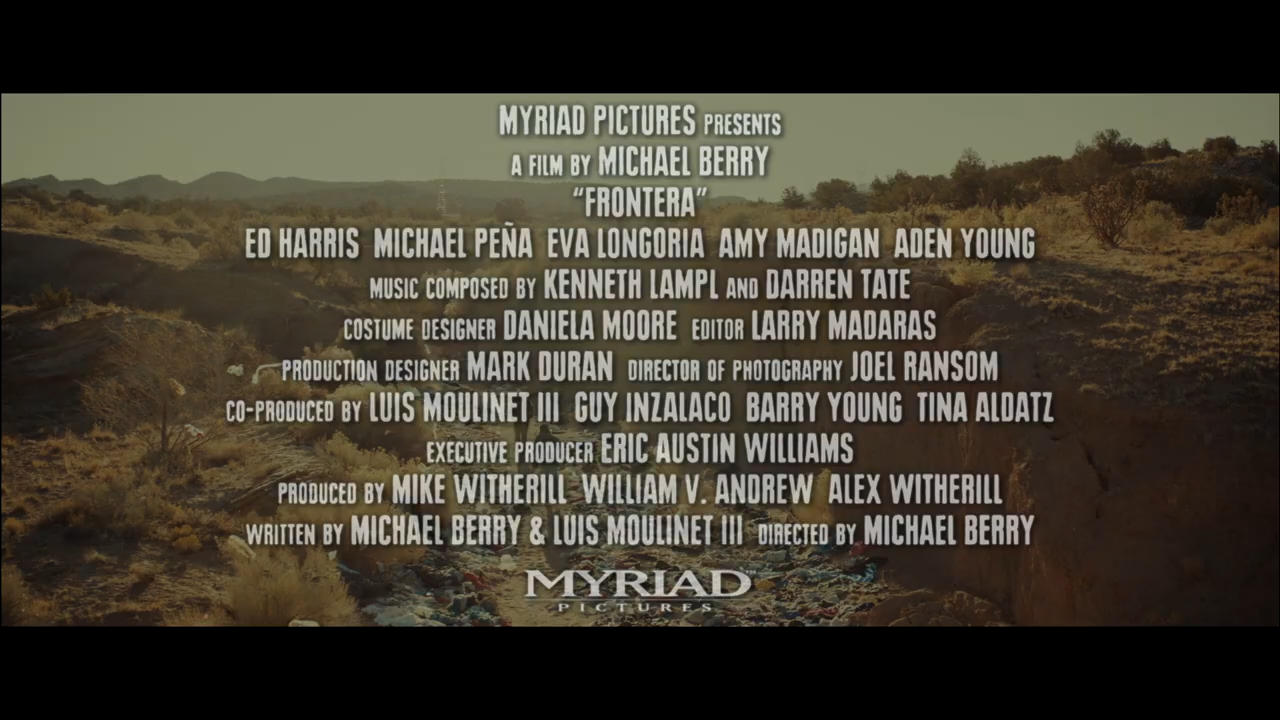 MYRIAD PICTURES PRESENTS
A FILM BY MICHAEL BERRY
“FRONTERA”
ED HARRIS MICHAEL PEÑA EVA LONGORIA AMY MADIGAN ADEN YOUNG
MUSIC COMPOSED BY KENNETH LAMPL AND DARREN TATE
COSTUME DESIGNER DANIELA MOORE EDITOR LARRY MADARAS
PRODUCTION DESIGNER MARK DURAN DIRECTOR OF PHOTOGRAPHY JOEL RANSOM
CO-PRODUCED BY LUIS MOULINET III GUY INZALACO BARRY YOUNG TINA ALDATZ
EXECUTIVE PRODUCER ERIC AUSTIN WILLIAMS
PRODUCED BY MIKE WITHERILL WILLIAM V. ANDREW ALEX WITHERILL
WRITTEN BY MICHAEL BERRY & LUIS MOULINET III DIRECTED BY MICHAEL BERRY
MYRIAD™
PICTURES